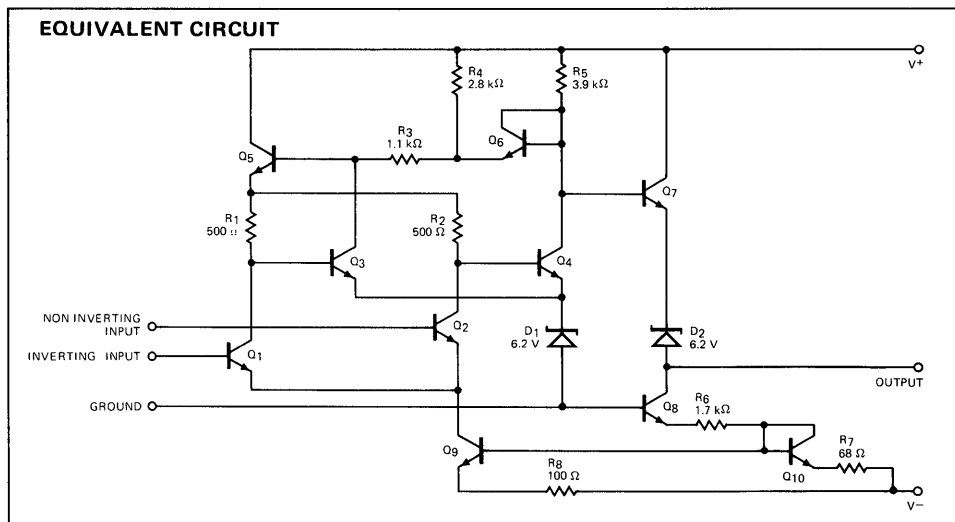 EQUIVALENT CIRCUIT
V+
R4
2.8 kΩ
R5
3.9 kΩ
R3
1.1 kΩ
Q6
Q5
Q7
R1
500 Ω
R2
500 Ω
Q3
Q4
NON INVERTING
INPUT
Q2
D1
6.2 V
D2
6.2 V
INVERTING INPUT
Q1
OUTPUT
GROUND
Q8
R6
1.7 kΩ
Q9
R7
68 Ω
R8
100 Ω
Q10
V−